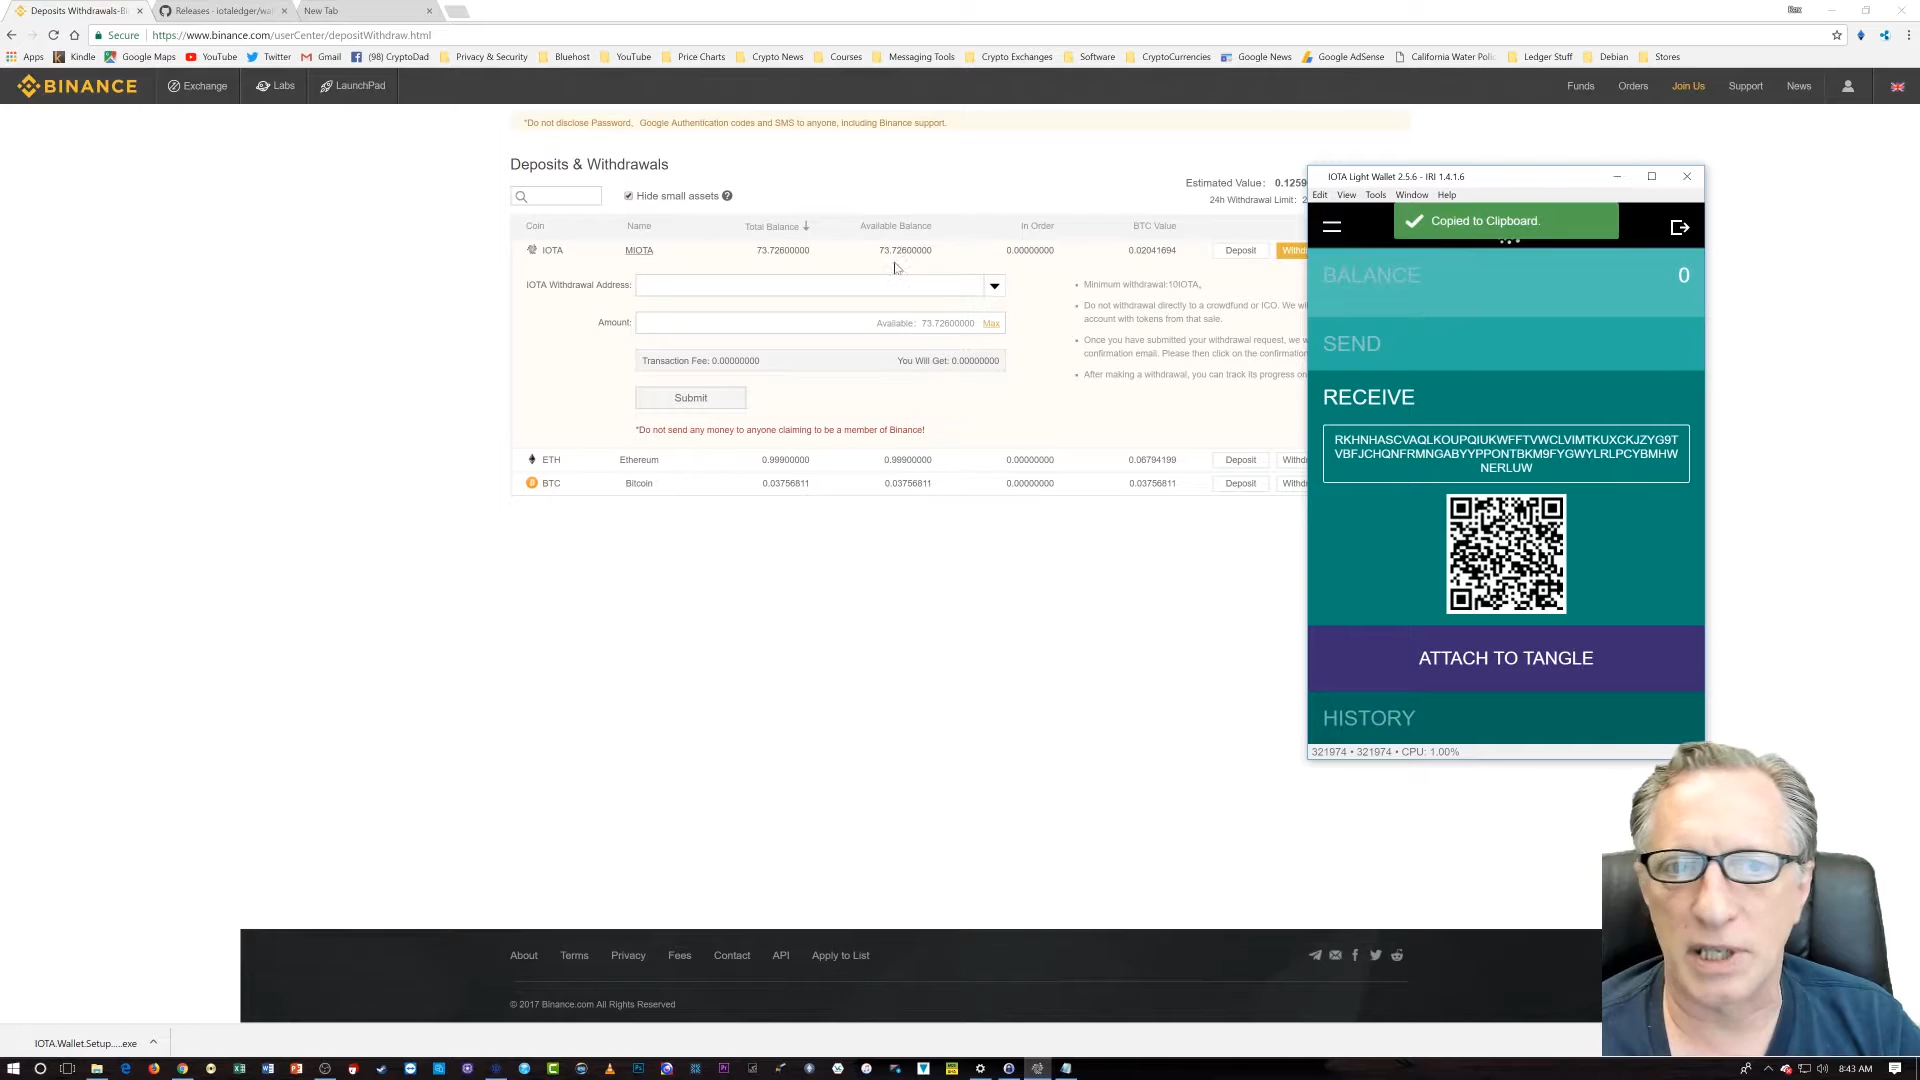 Deposits Withdrawals-Bi
Releases - iotaledger/wal
New Tab
Secure
https://www.binance.com/userCenter/depositWithdraw.html
Apps
Kindle
Google Maps
YouTube
Twitter
Gmail
(98) CryptoDad
Privacy & Security
Bluehost
YouTube
Price Charts
Crypto News
Courses
Messaging Tools
Crypto Exchanges
Software
CryptoCurrencies
Google News
Google AdSense
California Water Polic
Ledger Stuff
Debian
Stores
BINANCE
Exchange
Labs
LaunchPad
Funds
Orders
Join Us
Support
News
*Do not disclose Password、 Google Authentication codes and SMS to anyone, including Binance support.
Deposits & Withdrawals
Hide small assets
Estimated Value: 0.1259
24h Withdrawal Limit: 2
Coin Name Total Balance Available Balance In Order BTC Value
IOTA MIOTA 73.72600000 73.72600000 0.00000000 0.02041694 Deposit Withd
IOTA Withdrawal Address:
Amount: Available: 73.72600000 Max
Transaction Fee: 0.00000000 You Will Get: 0.00000000
Submit
*Do not send any money to anyone claiming to be a member of Binance!
• Minimum withdrawal:10IOTA。
• Do not withdrawal directly to a crowdfund or ICO. We wi
account with tokens from that sale.
• Once you have submitted your withdrawal request, we w
confirmation email. Please then click on the confirmation
• After making a withdrawal, you can track its progress on
ETH Ethereum 0.99900000 0.99900000 0.00000000 0.06794199 Deposit Withd
BTC Bitcoin 0.03756811 0.03756811 0.00000000 0.03756811 Deposit Withd
IOTA Light Wallet 2.5.6 - IRI 1.4.1.6
Edit View Tools Window Help
Copied to Clipboard.
BALANCE 0
SEND
RECEIVE
RKHNHASCVAQLKOUPQIUKWFFTVWCLVIMTKUXCKJZYG9T
VBFJCHQNFRMNGABYYPPONTBKM9FYGWYLRLPCYBMHW
NERLUW
ATTACH TO TANGLE
HISTORY
321974 • 321974 • CPU: 1.00%
About Terms Privacy Fees Contact API Apply to List
© 2017 Binance.com All Rights Reserved
IOTA.Wallet.Setup.....exe
8:43 AM